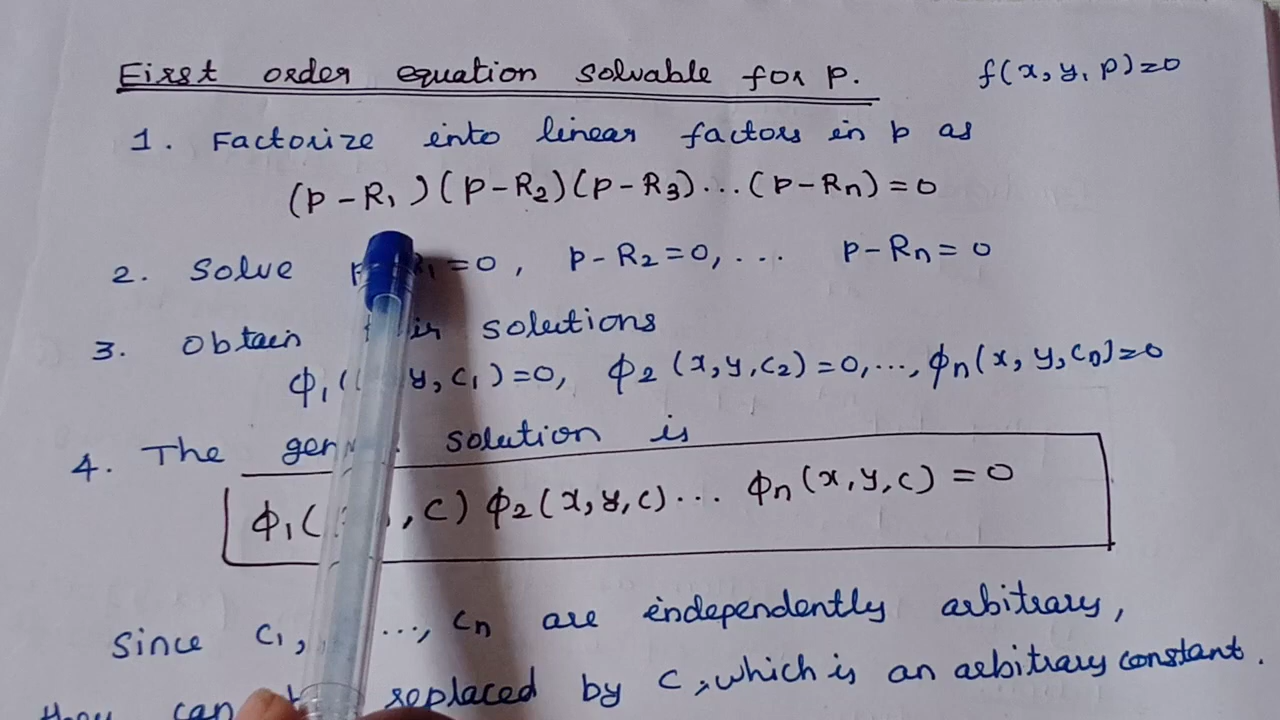 First order equation solvable for p. f(x, y, p)=0
1. Factorize into linear factors in p as
(p-R₁)(p-R₂)(p-R₃)...(p-Rn)=0
2. Solve R₁=0, p-R₂=0, ... p-Rn=0
3. Obtain solutions
ϕ₁( y, c₁)=0, ϕ₂(x, y, c₂)=0, ..., ϕn(x, y, cn)=0
4. The solution is
ϕ₁( , c) ϕ₂(x, y, c)... ϕn(x, y, c) = 0
Since c₁, ..., cn are independently arbitrary,
can replaced by c, which is an arbitrary constant.